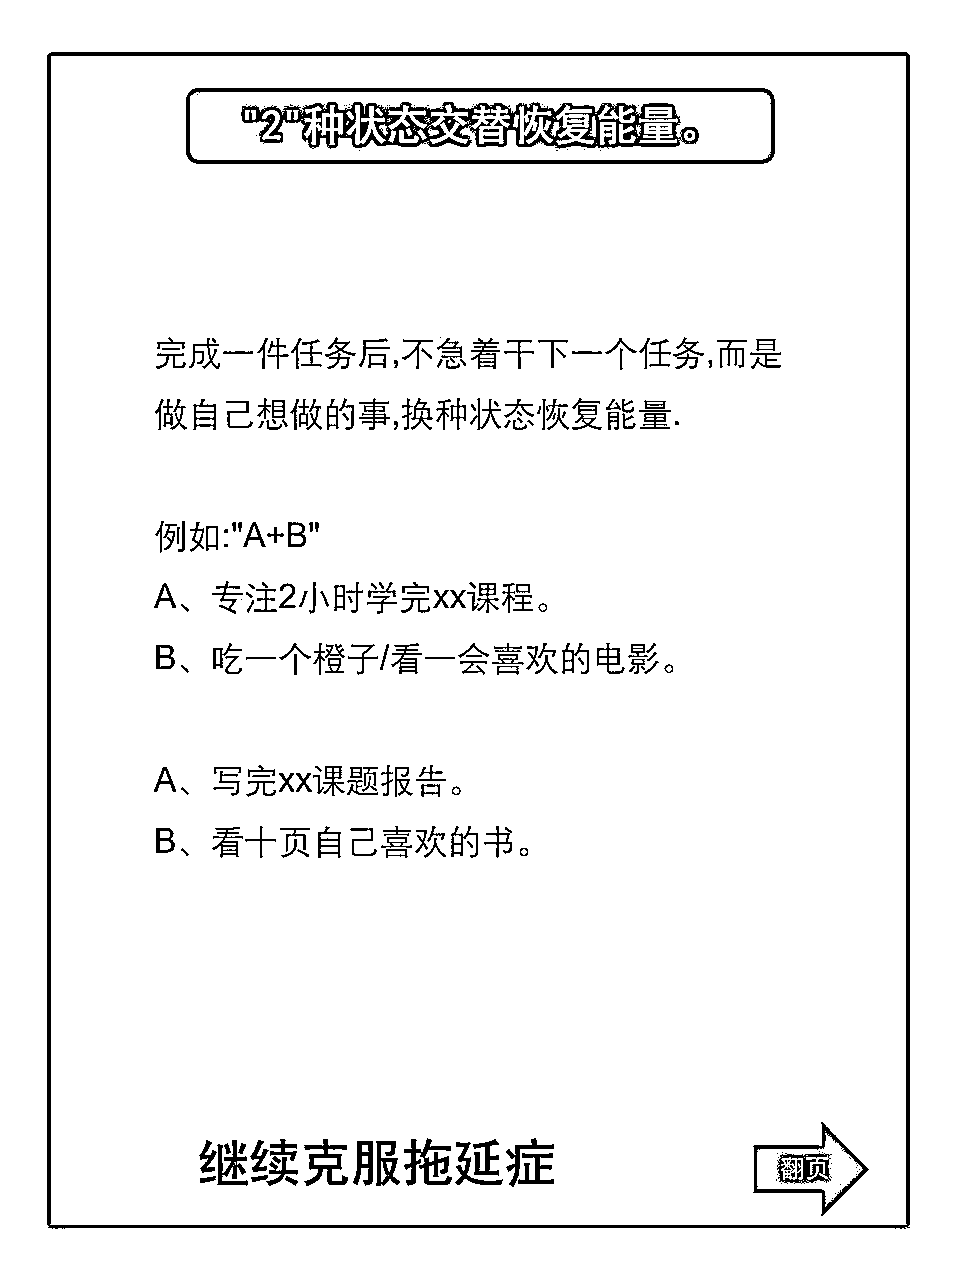 "2"种状态交替恢复能量。
完成一件任务后,不急着干下一个任务,而是
做自己想做的事,换种状态恢复能量.
例如:"A+B"
A、专注2小时学完xx课程。
B、吃一个橙子/看一会喜欢的电影。
A、写完xx课题报告。
B、看十页自己喜欢的书。
继续克服拖延症
翻页